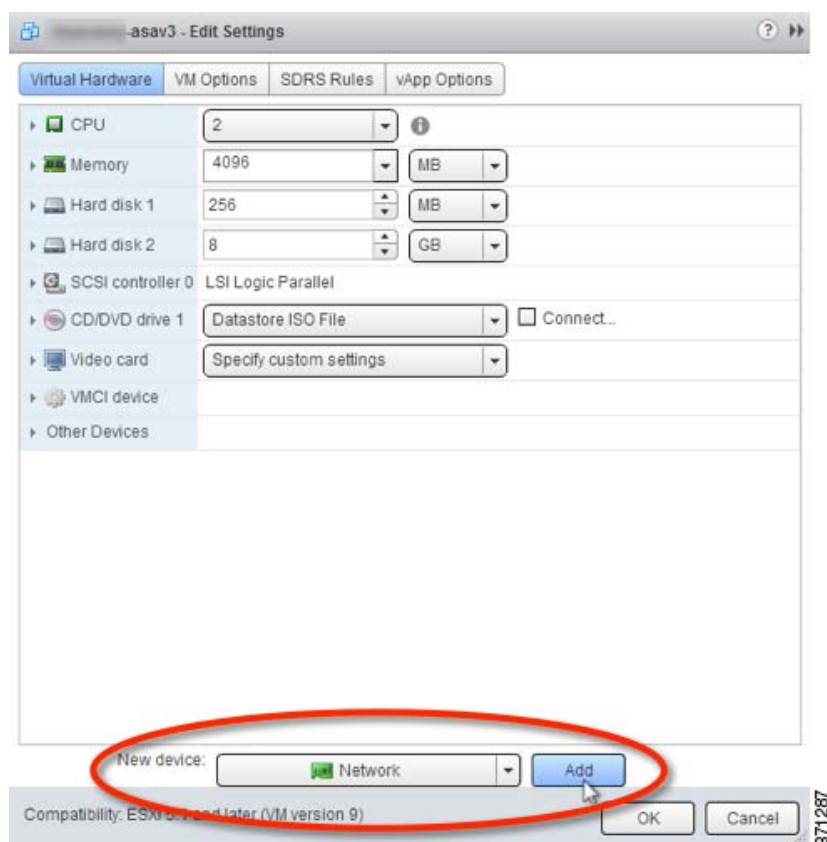 -asav3 - Edit Settings
Virtual Hardware VM Options SDRS Rules vApp Options
CPU 2
Memory 4096 MB
Hard disk 1 256 MB
Hard disk 2 8 GB
SCSI controller 0 LSI Logic Parallel
CD/DVD drive 1 Datastore ISO File Connect...
Video card Specify custom settings
VMCI device
Other Devices
New device: Network Add
Compatibility: ESXi and later (VM version 9) OK Cancel
371287